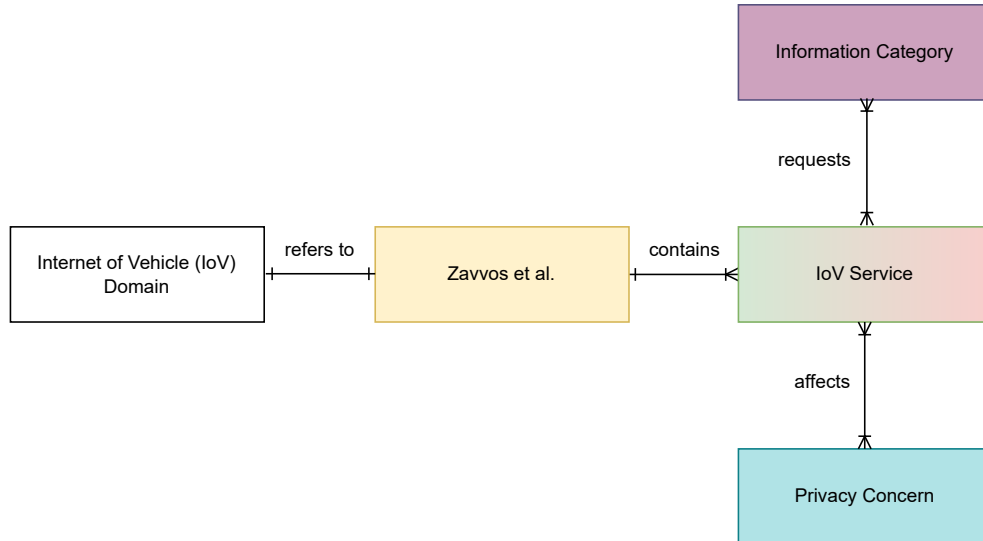 Information Category
requests
Internet of Vehicle (IoV)
Domain
refers to
Zavvos et al.
contains
IoV Service
affects
Privacy Concern